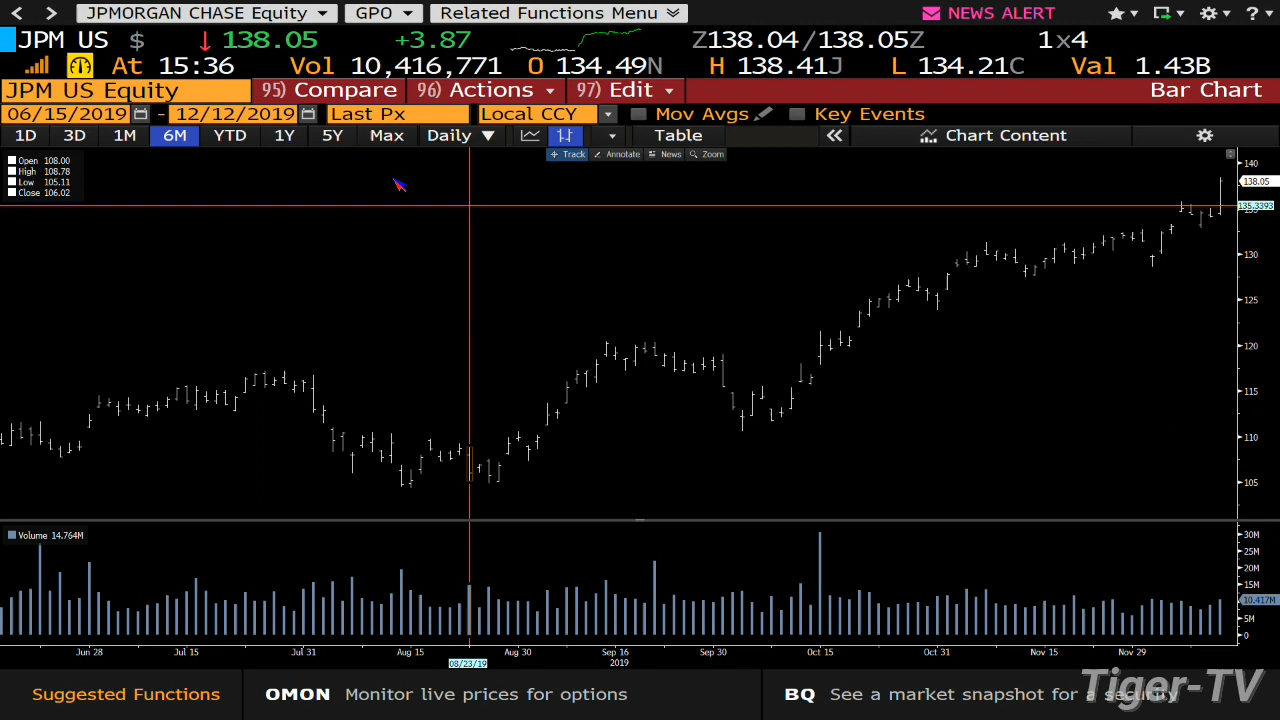 JPMORGAN CHASE Equity GPO Related Functions Menu NEWS ALERT ?
JPM US $ ↓ 138.05 +3.87 Z138.04/138.05Z 1x4
At 15:36 Vol 10,416,771 O 134.49N H 138.41J L 134.21C Val 1.43B
JPM US Equity 95) Compare 96) Actions 97) Edit Bar Chart
06/15/2019 - 12/12/2019 Last Px Local CCY Mov Avgs Key Events
1D 3D 1M 6M YTD 1Y 5Y Max Daily ▼ Table « Chart Content
Track Annotate News Zoom
Open 108.00
High 108.78
Low 105.11
Close 106.02
140
138.05
135.3393
130
125
120
115
110
105
Volume 14.764M
30M
25M
20M
15M
10.417M
5M
0
Jun 28 Jul 15 Jul 31 Aug 15 Aug 30 Sep 16 Sep 30 Oct 15 Oct 31 Nov 15 Nov 29
08/23/19 2019
Suggested Functions OMON Monitor live prices for options BQ See a market snapshot for a security
Tiger-TV